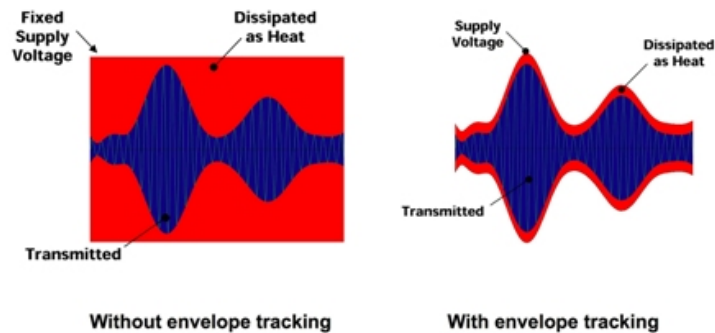 Fixed
Supply
Voltage
Dissipated
as Heat
Transmitted
Without envelope tracking
Supply
Voltage
Dissipated
as Heat
Transmitted
With envelope tracking